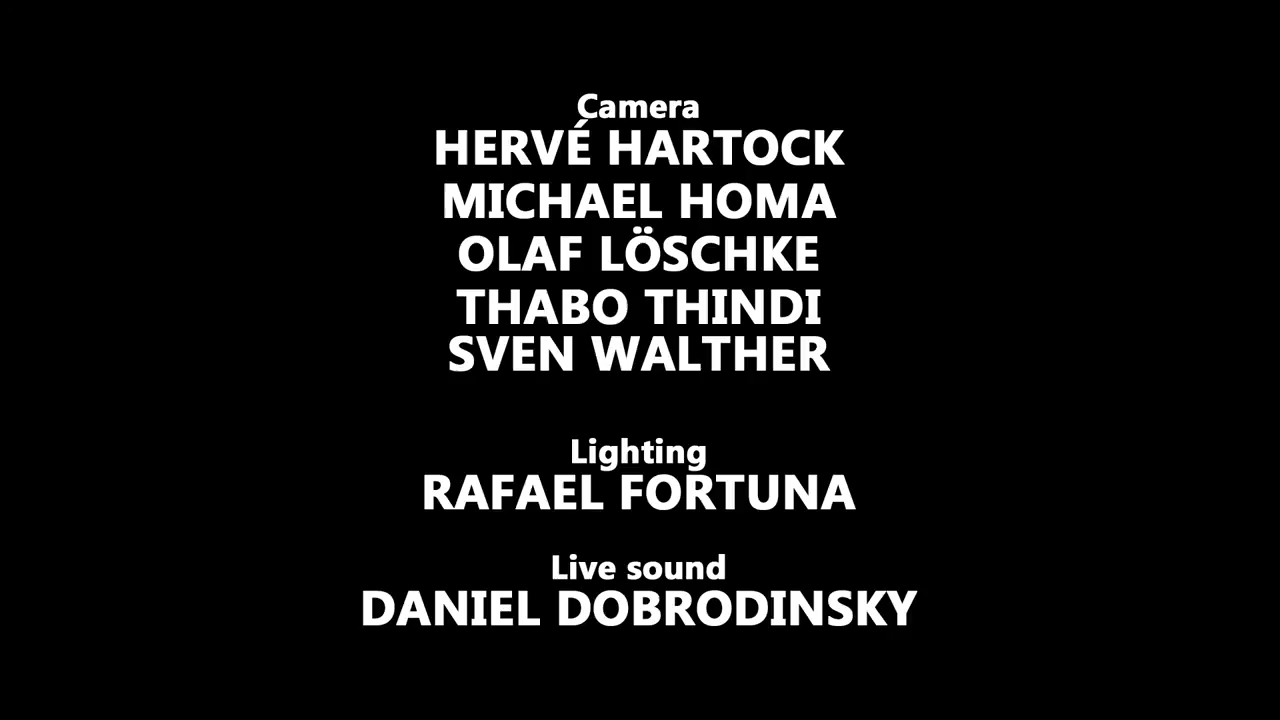 Camera
HERVÉ HARTOCK
MICHAEL HOMA
OLAF LÖSCHKE
THABO THINDI
SVEN WALTHER
Lighting
RAFAEL FORTUNA
Live sound
DANIEL DOBRODINSKY